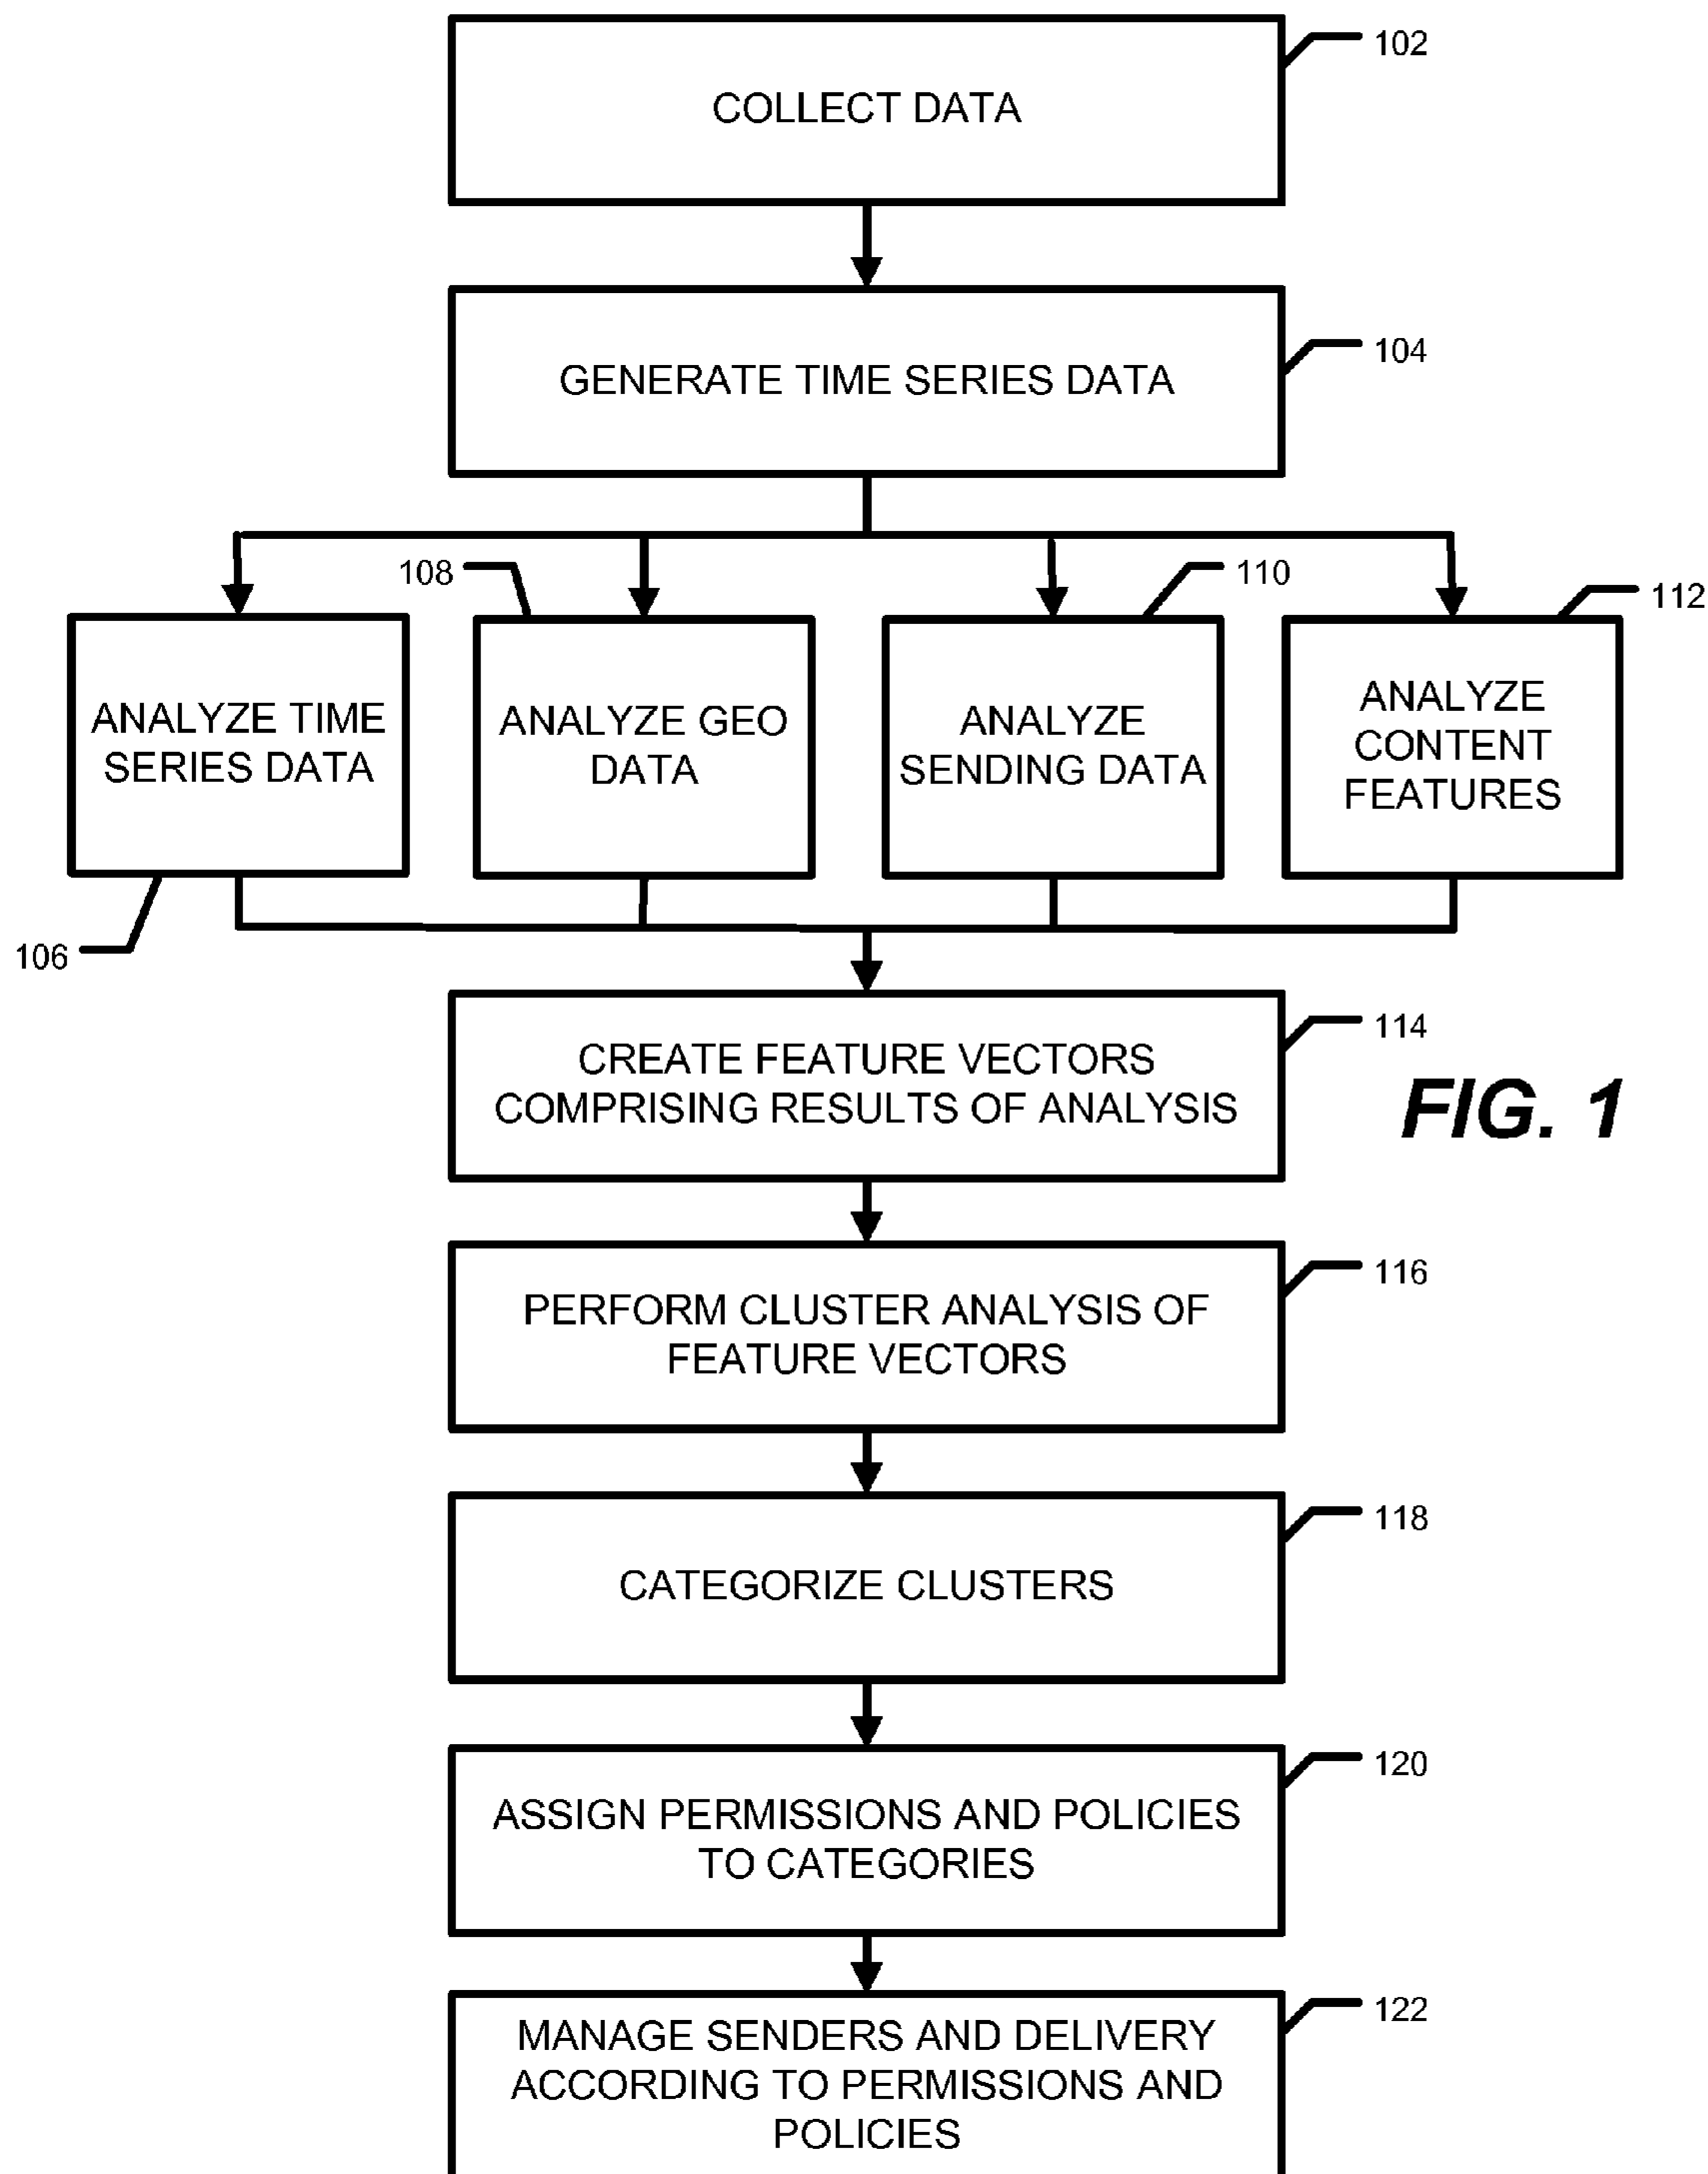 COLLECT DATA
102
GENERATE TIME SERIES DATA
104
108
110
112
ANALYZE TIME
SERIES DATA
ANALYZE GEO
DATA
ANALYZE
SENDING DATA
ANALYZE
CONTENT
FEATURES
106
CREATE FEATURE VECTORS
COMPRISING RESULTS OF ANALYSIS
114
FIG. 1
PERFORM CLUSTER ANALYSIS OF
FEATURE VECTORS
116
CATEGORIZE CLUSTERS
118
ASSIGN PERMISSIONS AND POLICIES
TO CATEGORIES
120
MANAGE SENDERS AND DELIVERY
ACCORDING TO PERMISSIONS AND
POLICIES
122